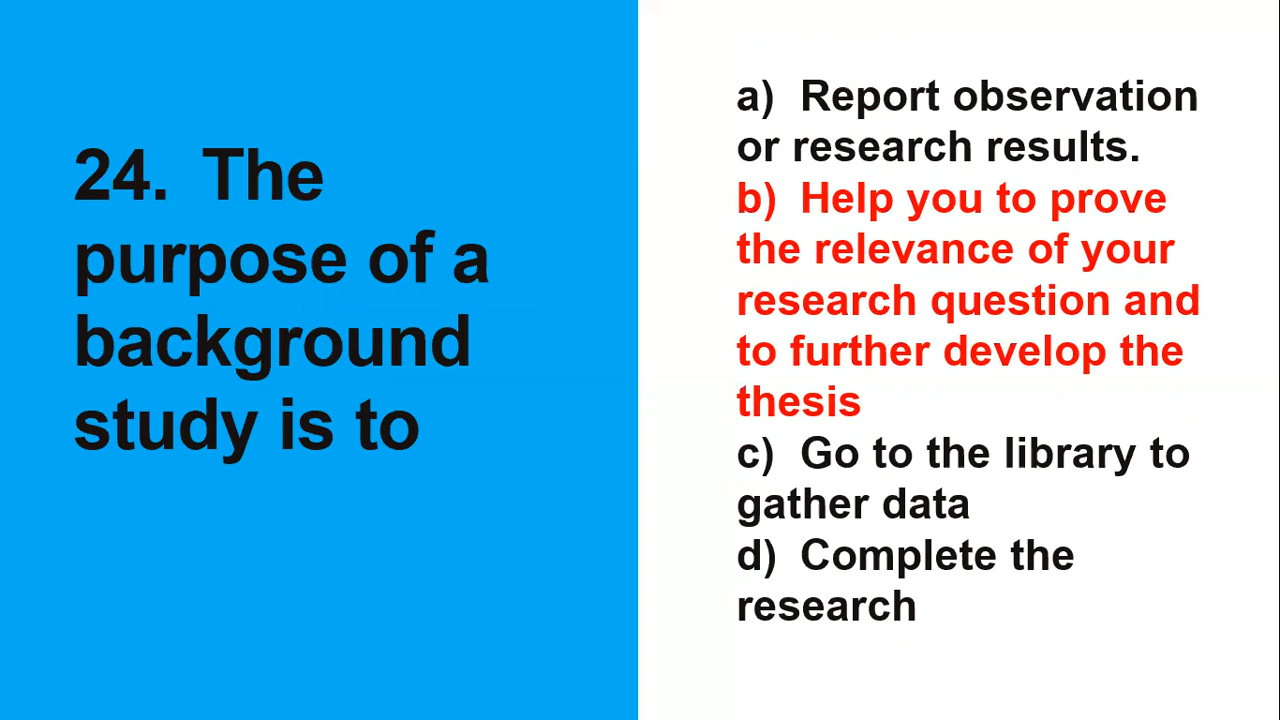 24. The
purpose of a
background
study is to
a) Report observation
or research results.
b) Help you to prove
the relevance of your
research question and
to further develop the
thesis
c) Go to the library to
gather data
d) Complete the
research